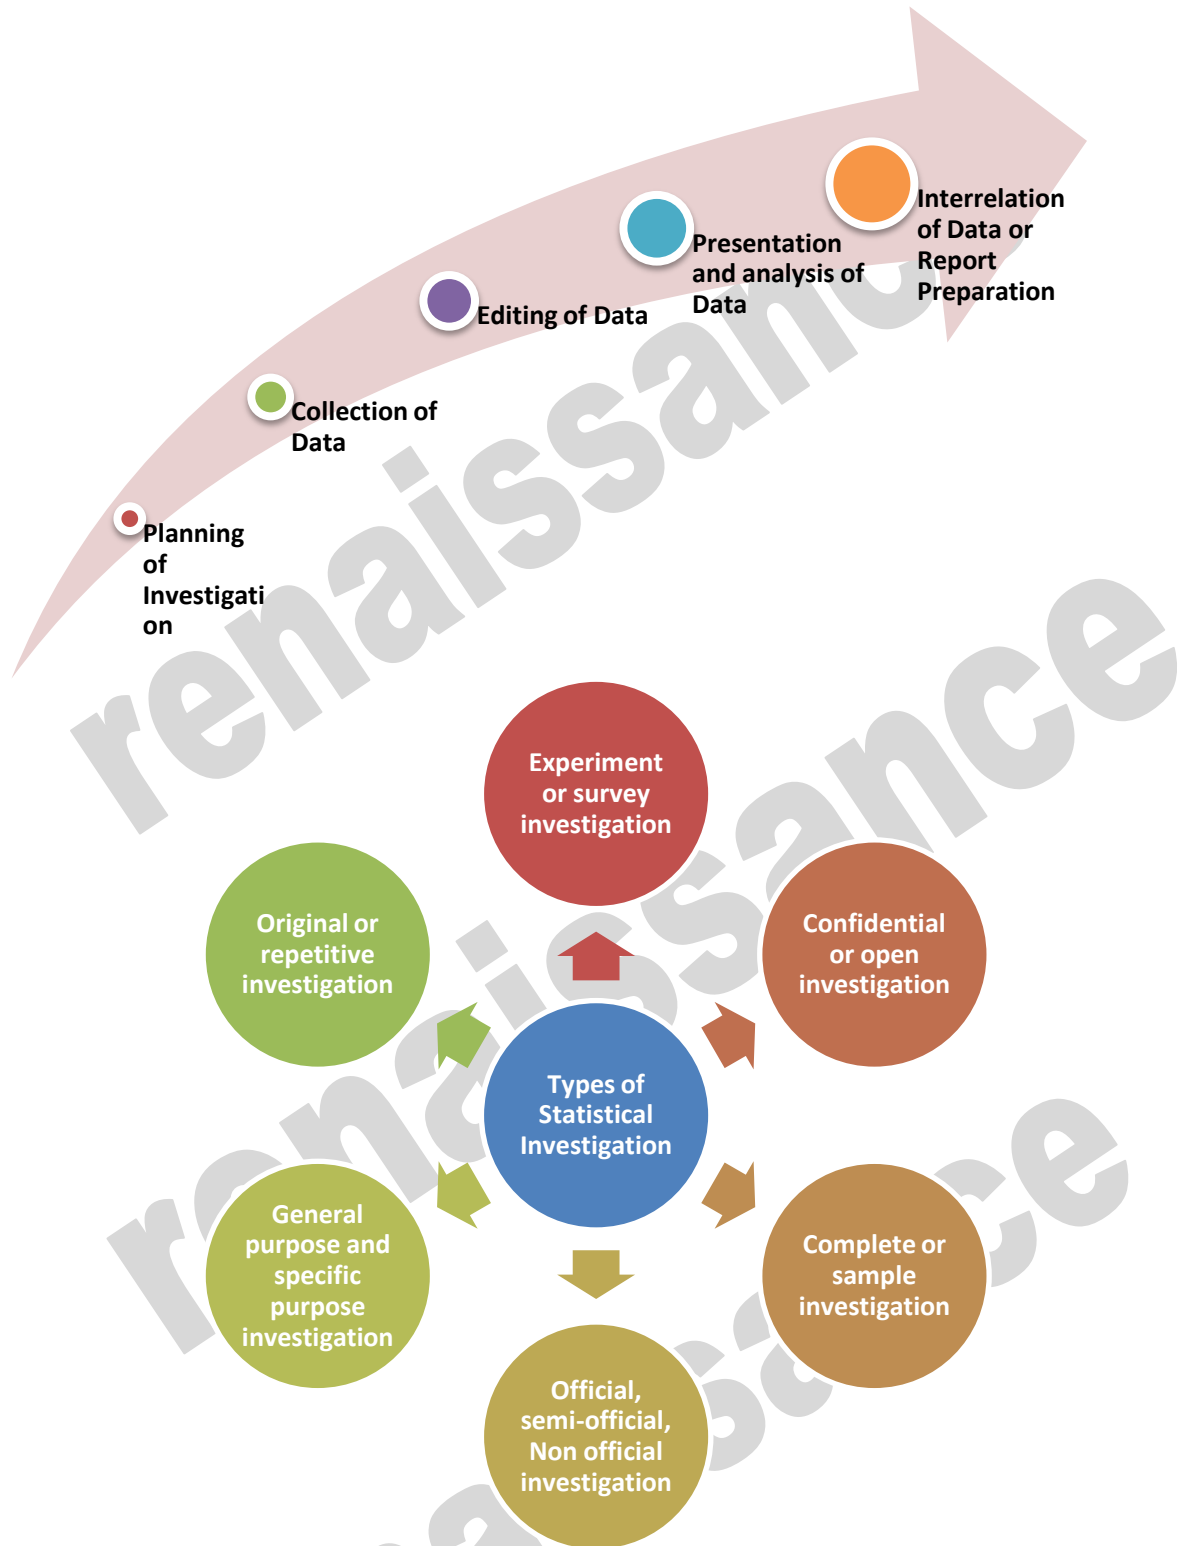 Interrelation
of Data or
Report
Preparation
Presentation
and analysis of
Data
Editing of Data
Collection of
Data
Planning
of
Investigati
on
renaissance
Experiment
or survey
investigation
Original or
repetitive
investigation
Confidential
or open
investigation
Types of
Statistical
Investigation
General
purpose and
specific
purpose
investigation
Complete or
sample
investigation
Official,
semi-official,
Non official
investigation
renaissance
renaissance